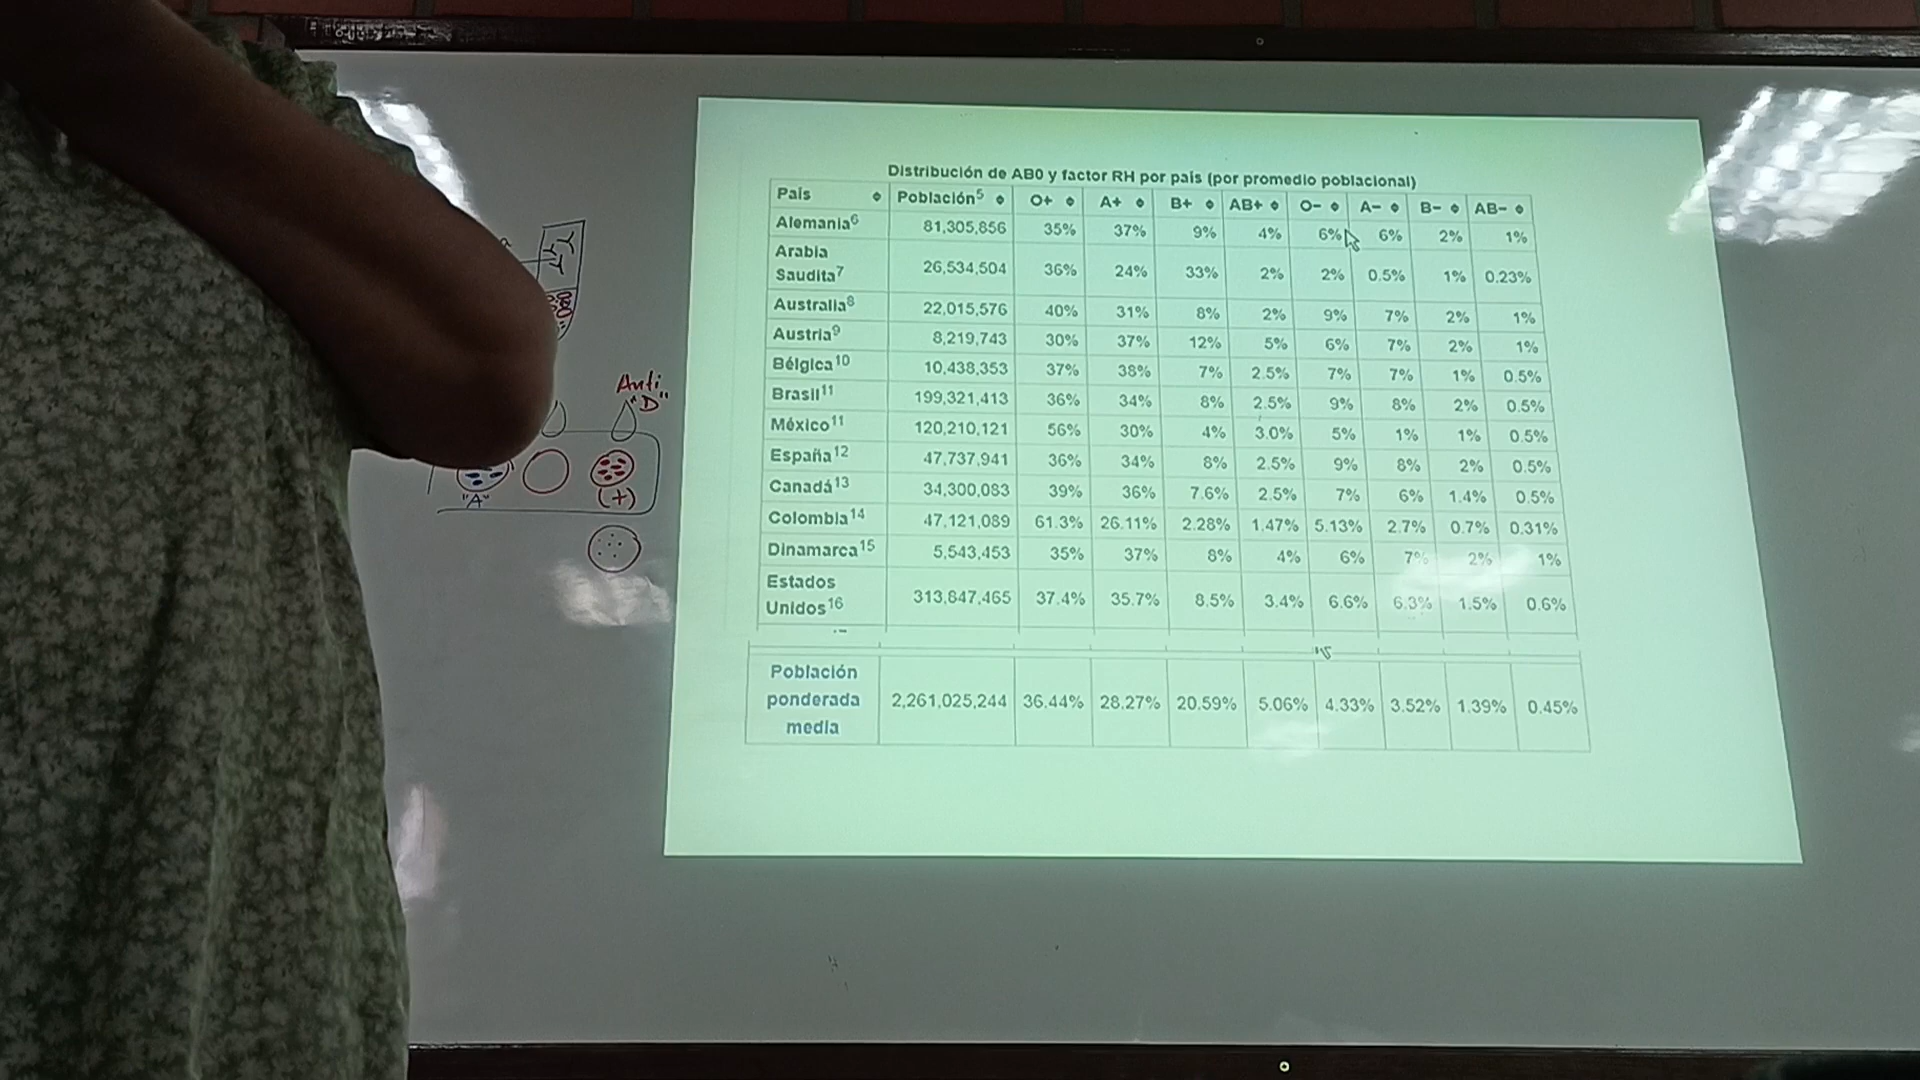 Distribución de AB0 y factor RH por país (por promedio poblacional)
País Población5 O+ A+ B+ AB+ O− A− B− AB−
Alemania6 81,305,856 35% 37% 9% 4% 6% 6% 2% 1%
Arabia
Saudita7 26,534,504 36% 24% 33% 2% 2% 0.5% 1% 0.23%
Australia8 22,015,576 40% 31% 8% 2% 9% 7% 2% 1%
Austria9 8,219,743 30% 37% 12% 5% 6% 7% 2% 1%
Bélgica10 10,438,353 37% 38% 7% 2.5% 7% 7% 1% 0.5%
Brasil11 199,321,413 36% 34% 8% 2.5% 9% 8% 2% 0.5%
México11 120,210,121 56% 30% 4% 3.0% 5% 1% 1% 0.5%
España12 47,737,941 36% 34% 8% 2.5% 9% 8% 2% 0.5%
Canadá13 34,300,083 39% 36% 7.6% 2.5% 7% 6% 1.4% 0.5%
Colombia14 47,121,089 61.3% 26.11% 2.28% 1.47% 5.13% 2.7% 0.7% 0.31%
Dinamarca15 5,543,453 35% 37% 8% 4% 6% 7% 2% 1%
Estados
Unidos16 313,847,465 37.4% 35.7% 8.5% 3.4% 6.6% 6.3% 1.5% 0.6%
Población
ponderada
media 2,261,025,244 36.44% 28.27% 20.59% 5.06% 4.33% 3.52% 1.39% 0.45%
Anti
"D"
"A"
(+)